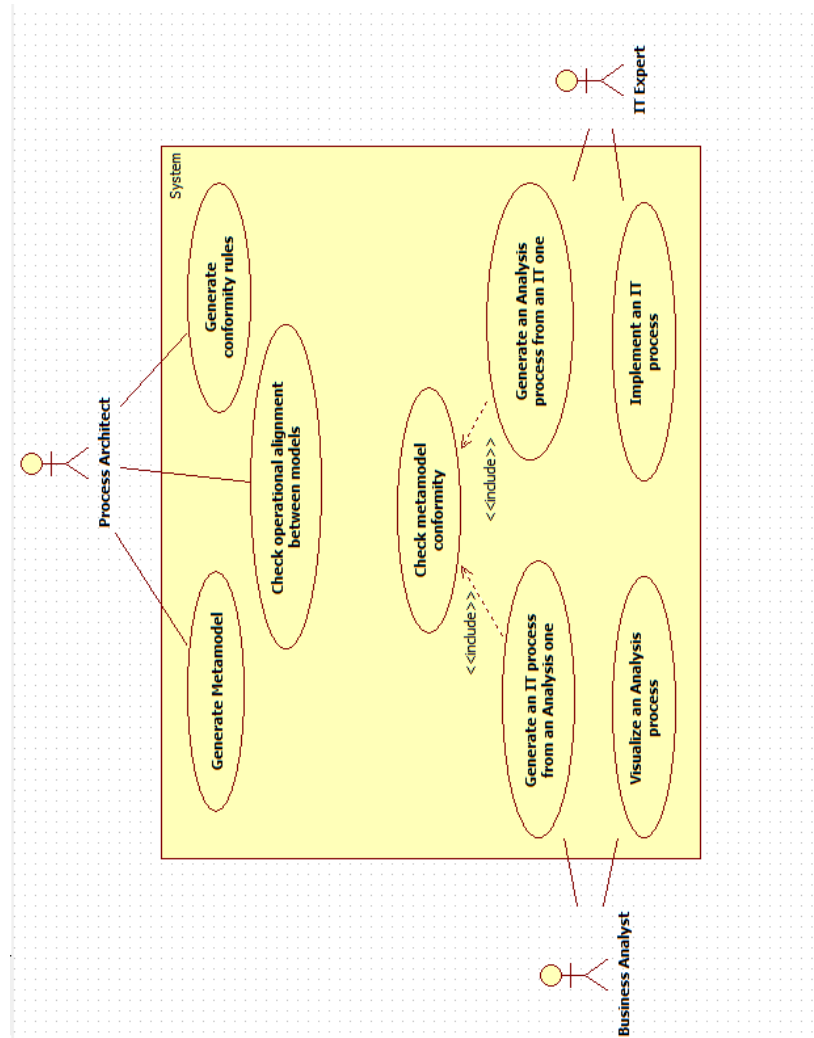 Process Architect
System
Generate Metamodel
Check operational alignment
between models
Generate
conformity rules
Check metamodel
conformity
<<include>>
<<include>>
Generate an IT process
from an Analysis one
Generate an Analysis
process from an IT one
Visualize an Analysis
process
Implement an IT
process
Business Analyst
IT Expert